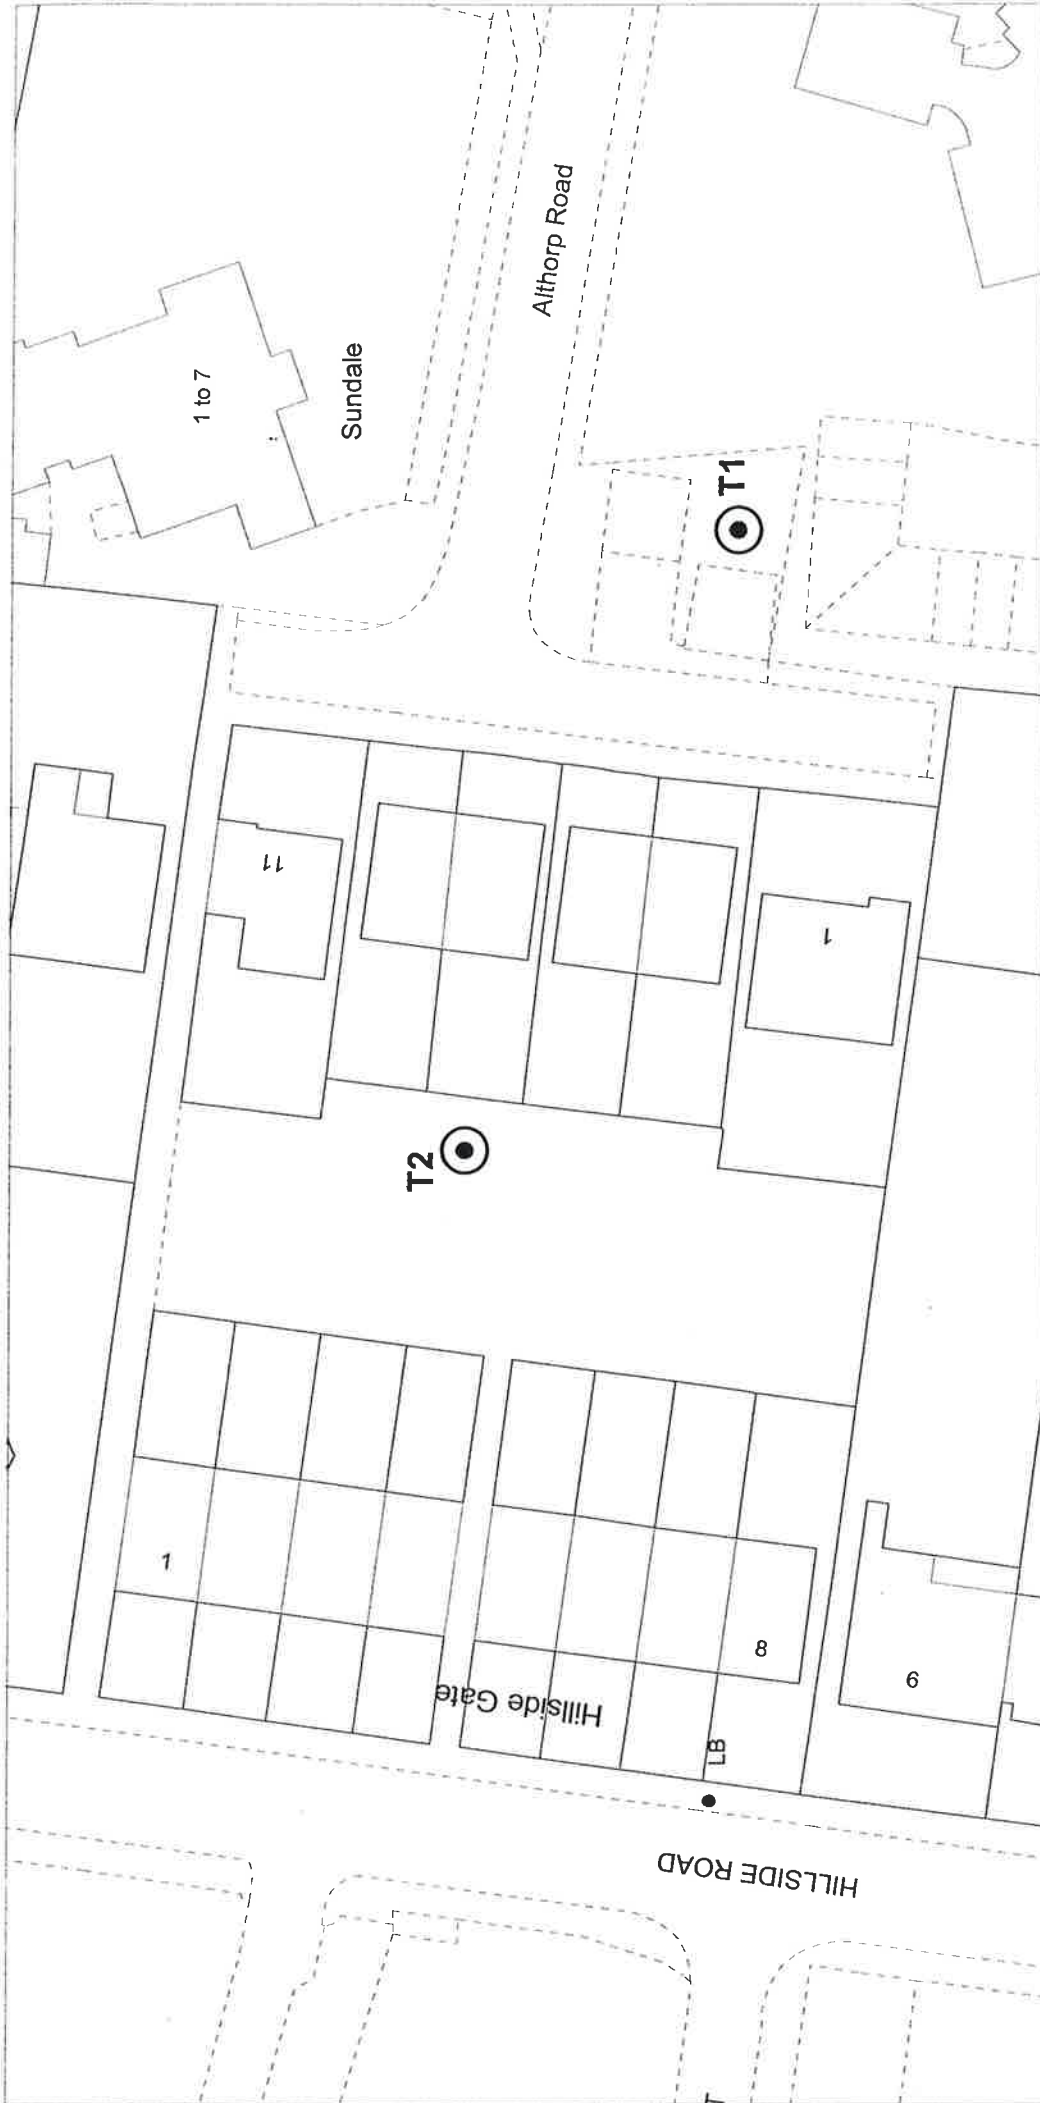 Althorp Road
1 to 7
Sundale
T1
11
1
T2
1
Hillside Gate
8
6
LB
HILLSIDE ROAD